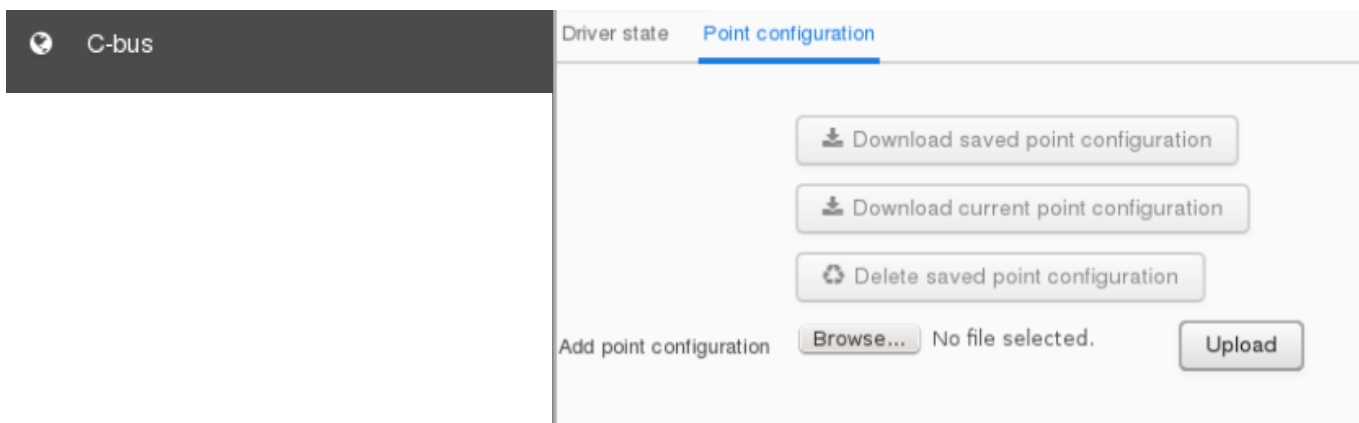 C-bus
Driver state Point configuration
Download saved point configuration
Download current point configuration
Delete saved point configuration
Add point configuration Browse... No file selected. Upload